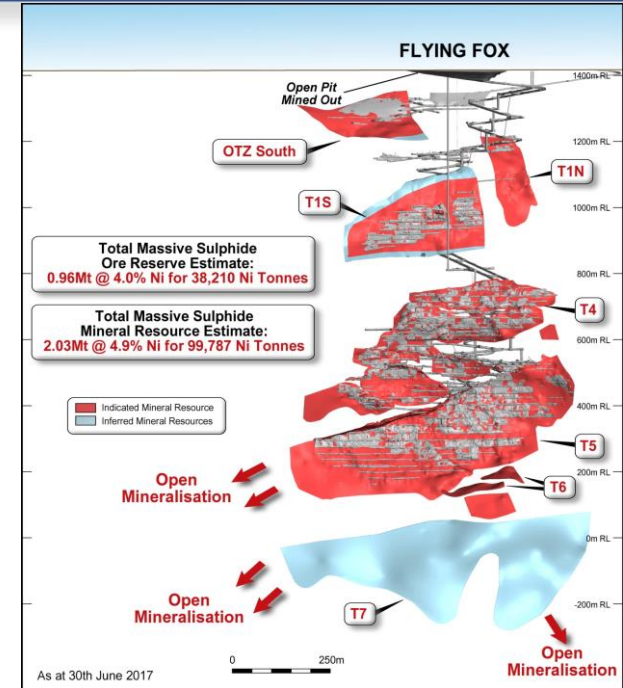 FLYING FOX
1400m RL
Open Pit
Mined Out
1200m RL
OTZ South
T1N
T1S
1000m RL
Total Massive Sulphide
Ore Reserve Estimate:
0.96Mt @ 4.0% Ni for 38,210 Ni Tonnes
800m RL
T4
Total Massive Sulphide
Mineral Resource Estimate:
2.03Mt @ 4.9% Ni for 99,787 Ni Tonnes
600m RL
Indicated Mineral Resource
Inferred Mineral Resources
400m RL
T5
Open
Mineralisation
200m RL
T6
0m RL
Open
Mineralisation
T7
-200m RL
Open
Mineralisation
0 250m
As at 30th June 2017